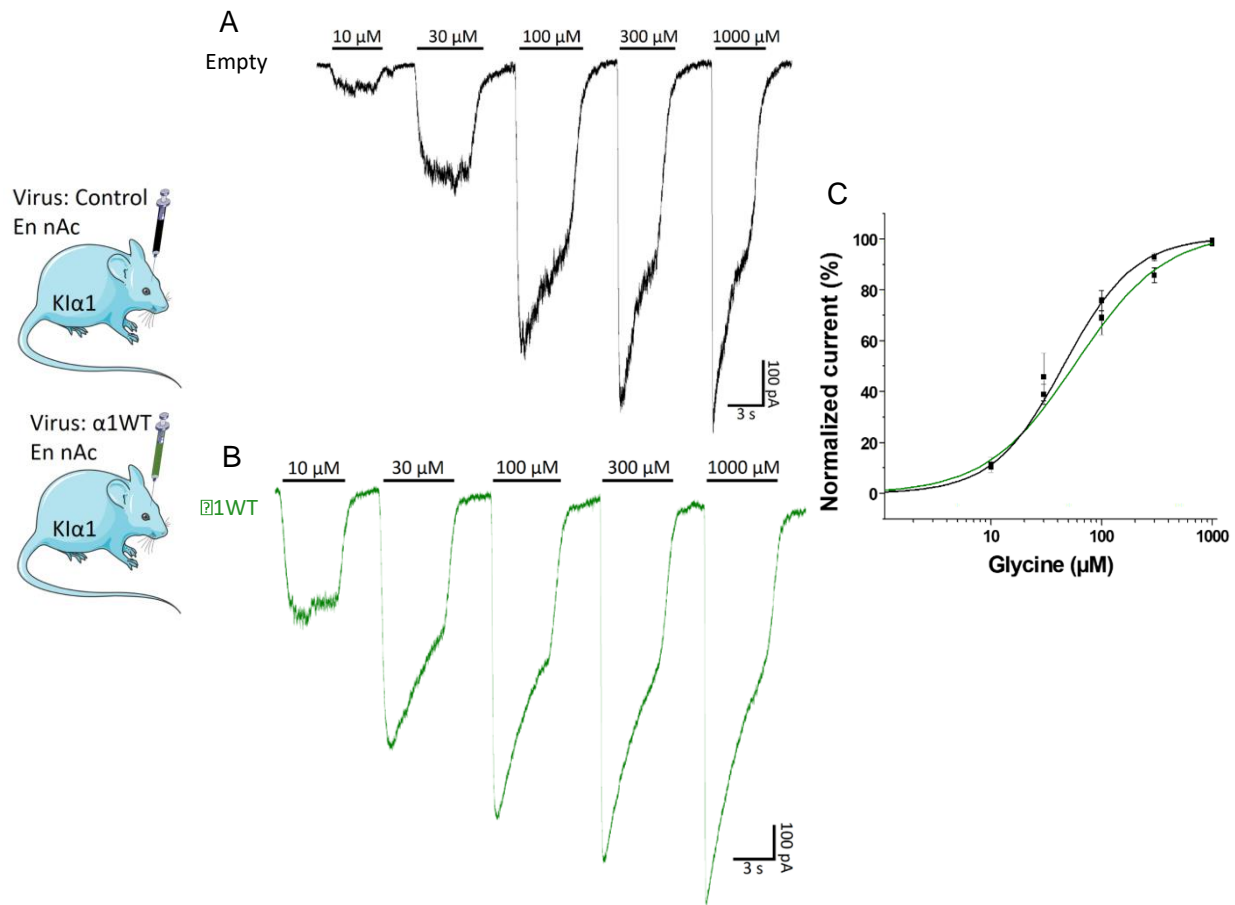 A
Empty
10 µM 30 µM 100 µM 300 µM 1000 µM
100 pA
3 s
Virus: Control
En nAc
KIα1
Virus: α1WT
En nAc
KIα1
B
1WT
10 µM 30 µM 100 µM 300 µM 1000 µM
100 pA
3 s
C
Normalized current (%)
100
80
60
40
20
0
10 100 1000
Glycine (µM)